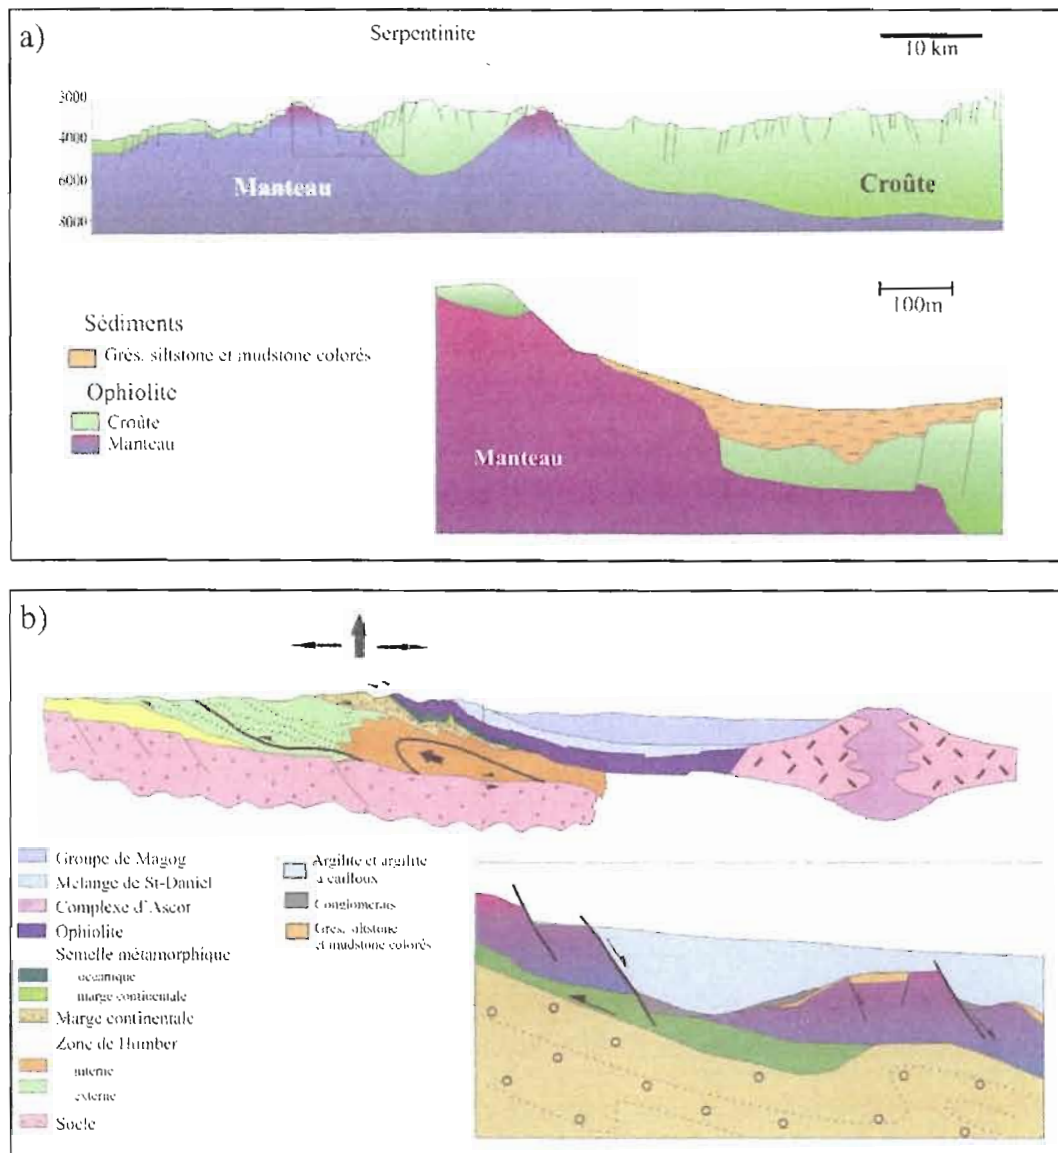 a)
Serpentinite
10 km
3000
4000
6000
8000
Manteau
Croûte
100m
Sédiments
Grès, siltstone et mudstone colorés
Ophiolite
Croûte
Manteau
Manteau
b)
Groupe de Magog
Mélange de St-Daniel
Complexe d'Ascot
Ophiolite
Semelle métamorphique
océanique
marge continentale
Marge continentale
Zone de Humber
interne
externe
Socle
Argilite et argilite
à cailloux
Conglomérats
Grès, siltstone
et mudstone colorés